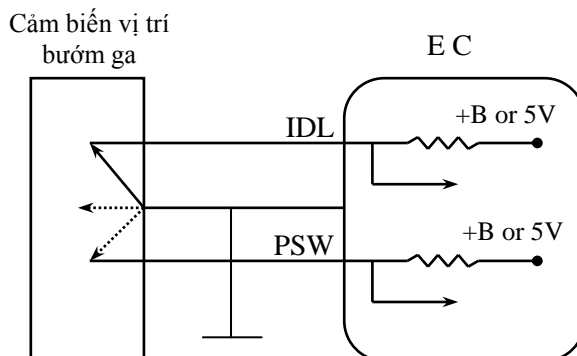 Cảm biến vị trí
bướm ga
E C
IDL
+B or 5V
PSW
+B or 5V